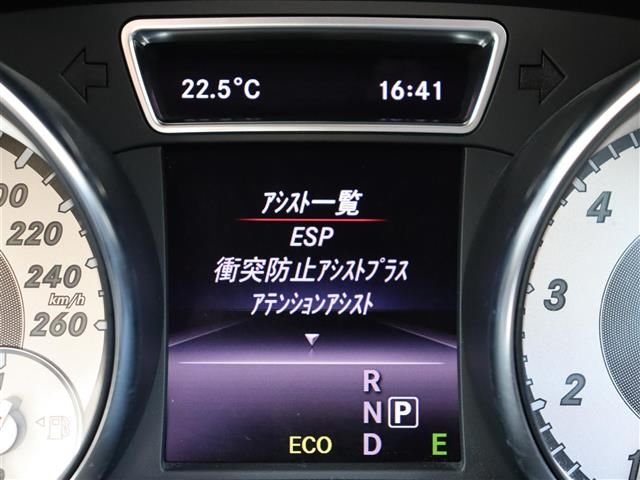 22.5°C 16:41
アシスト一覧
ESP
衝突防止アシストプラス
アテンションアシスト
R
N P
D
ECO E
220
240
km/h
260
4
3
2
1